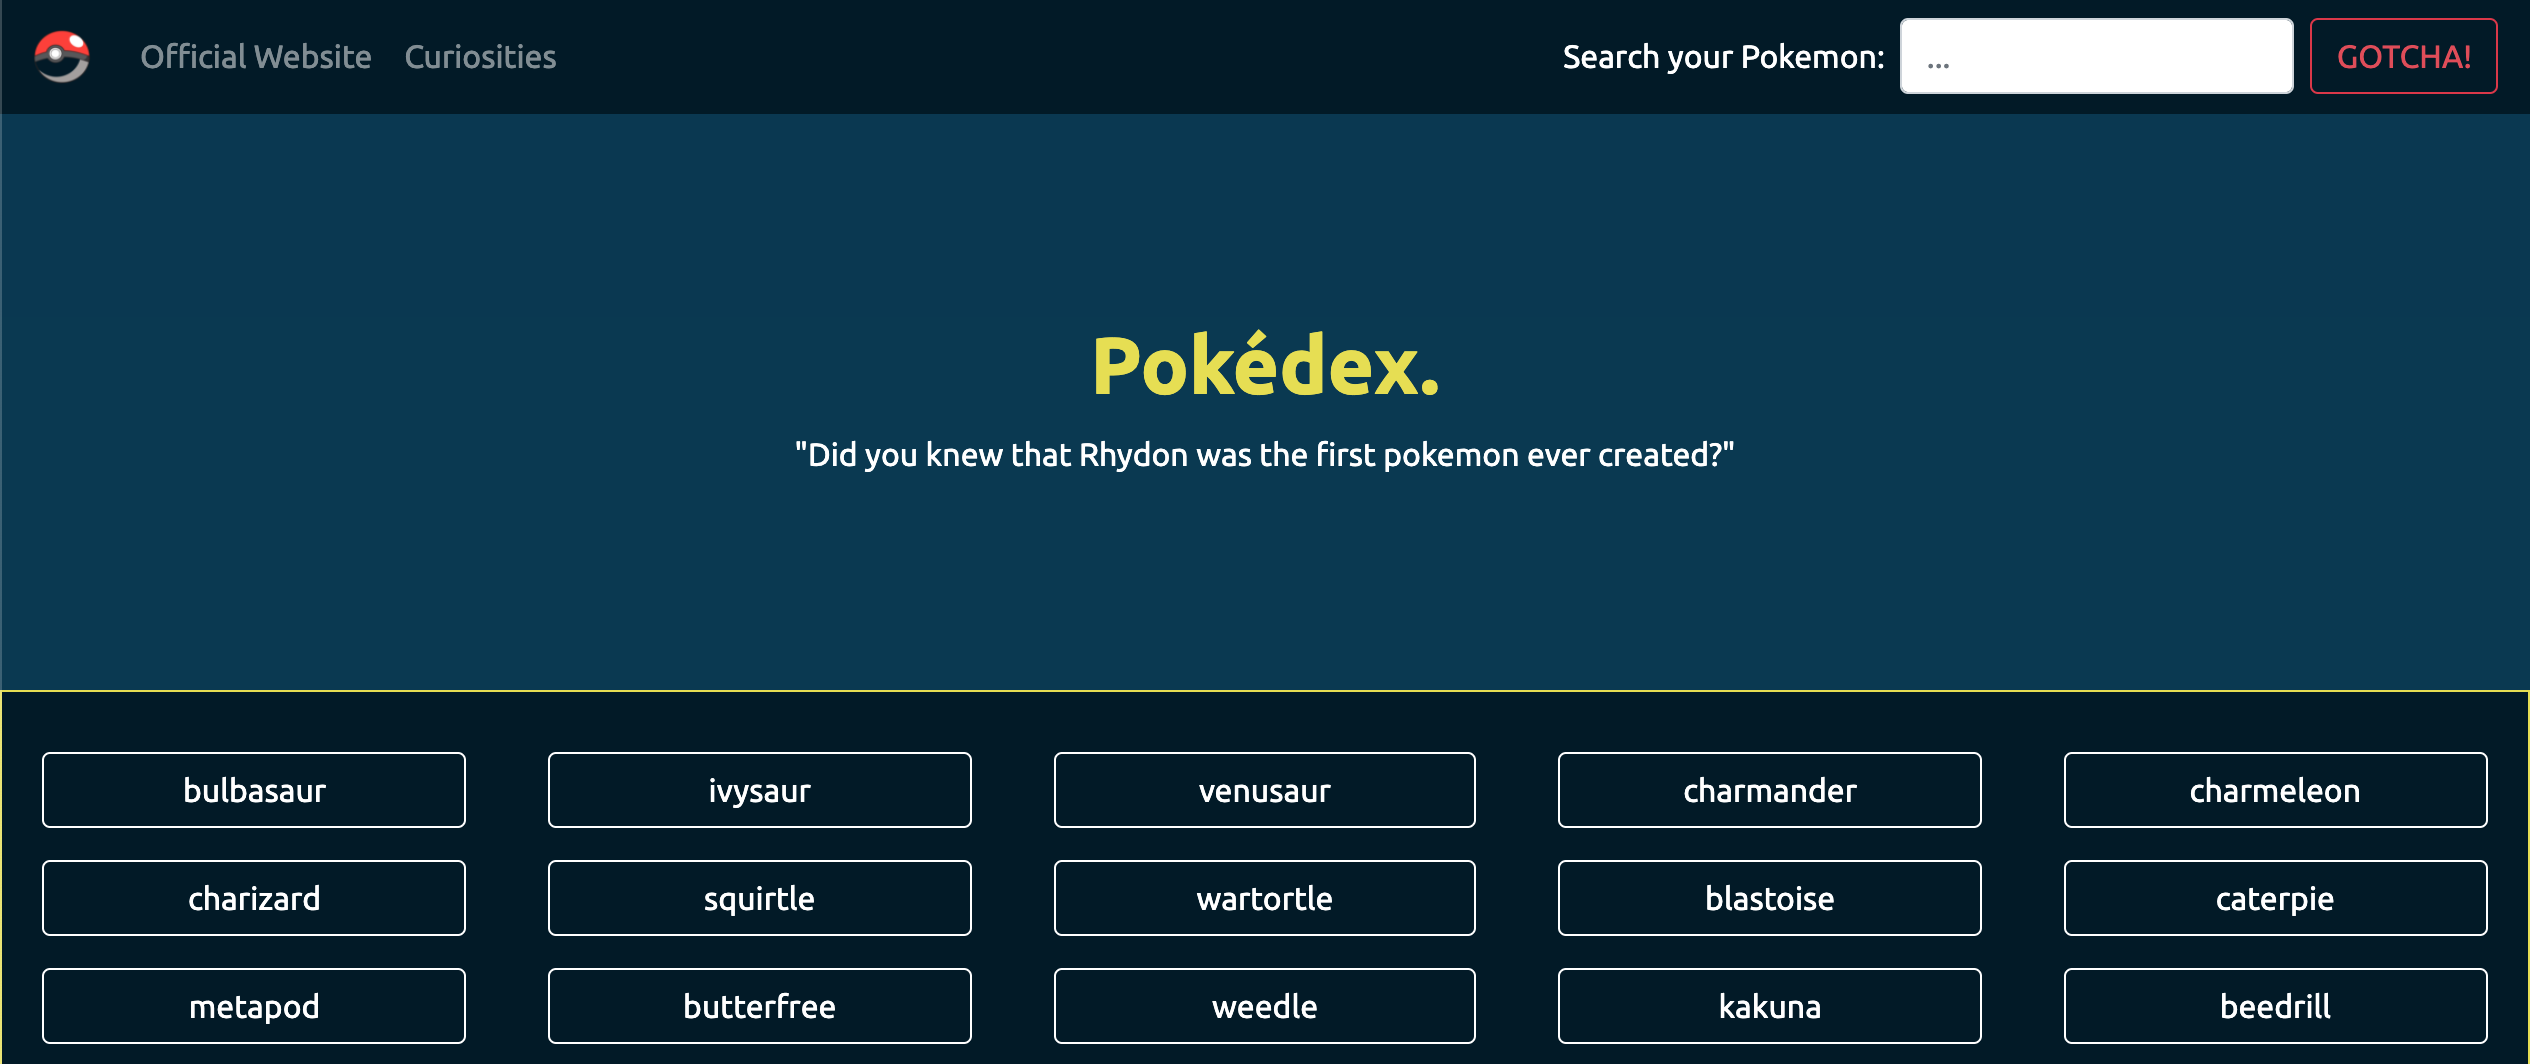 Official Website Curiosities Search your Pokemon: ... GOTCHA!
Pokédex.
"Did you knew that Rhydon was the first pokemon ever created?"
bulbasaur ivysaur venusaur charmander charmeleon
charizard squirtle wartortle blastoise caterpie
metapod butterfree weedle kakuna beedrill